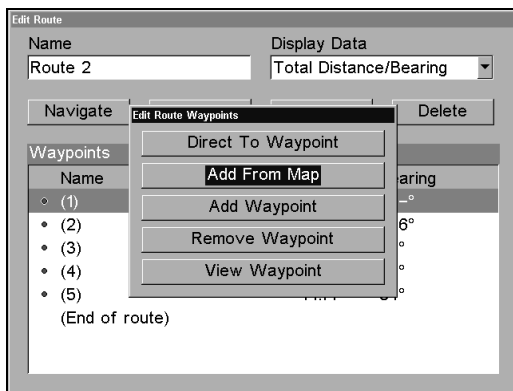 Edit Route
Name
Display Data
Route 2
Total Distance/Bearing
Navigate
Delete
Edit Route Waypoints
Direct To Waypoint
Add From Map
Add Waypoint
Remove Waypoint
View Waypoint
Waypoints
Name
earing
(1)
(2)
6°
(3)
(4)
(5)
(End of route)